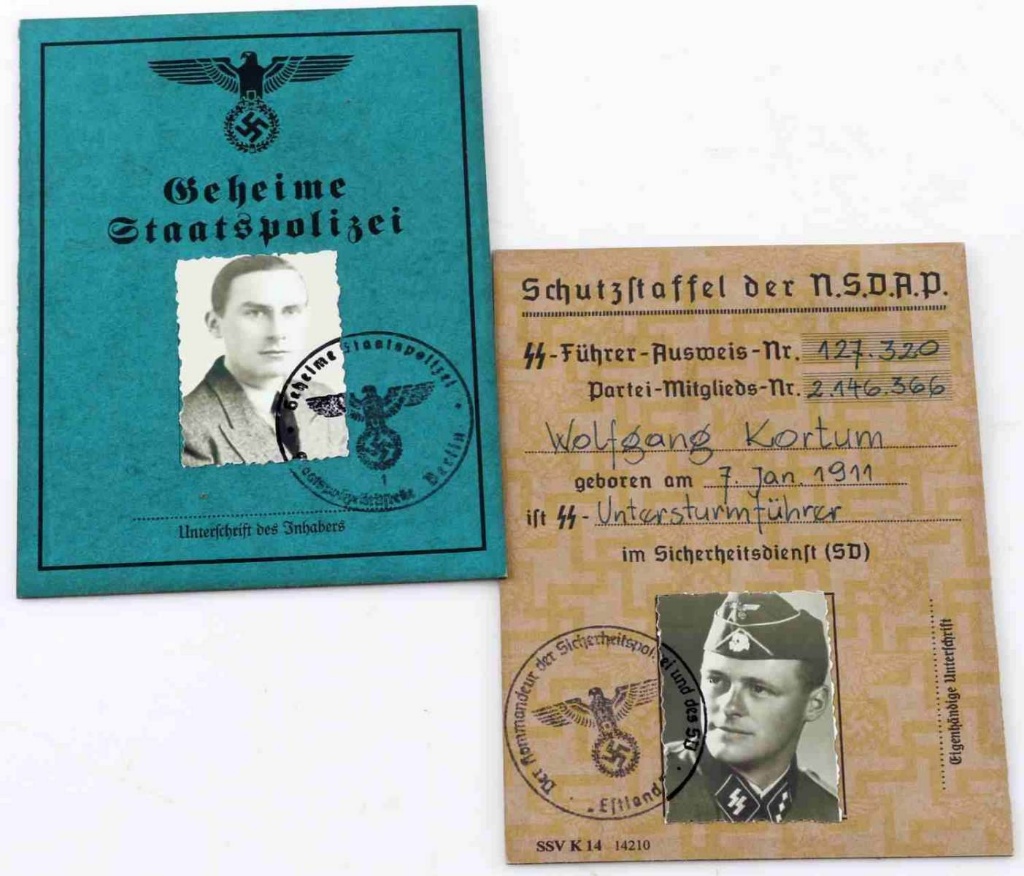 Geheime
Staatspolizei
Geheime Staatspolizei
Berlin
1
Unterschrift des Inhabers
Schutzstaffel der N.S.D.A.P.
SS-Führer-Ausweis-Nr. 127.320
Partei-Mitglieds-Nr. 2.146.366
Wolfgang Kortum
geboren am 7. Jan. 1911
ist SS-Untersturmführer
im Sicherheitsdienst (SD)
Der Kommandeur der Sicherheitspolizei und des SD
Estland
Eigenhändige Unterschrift
SSV K 14 14210